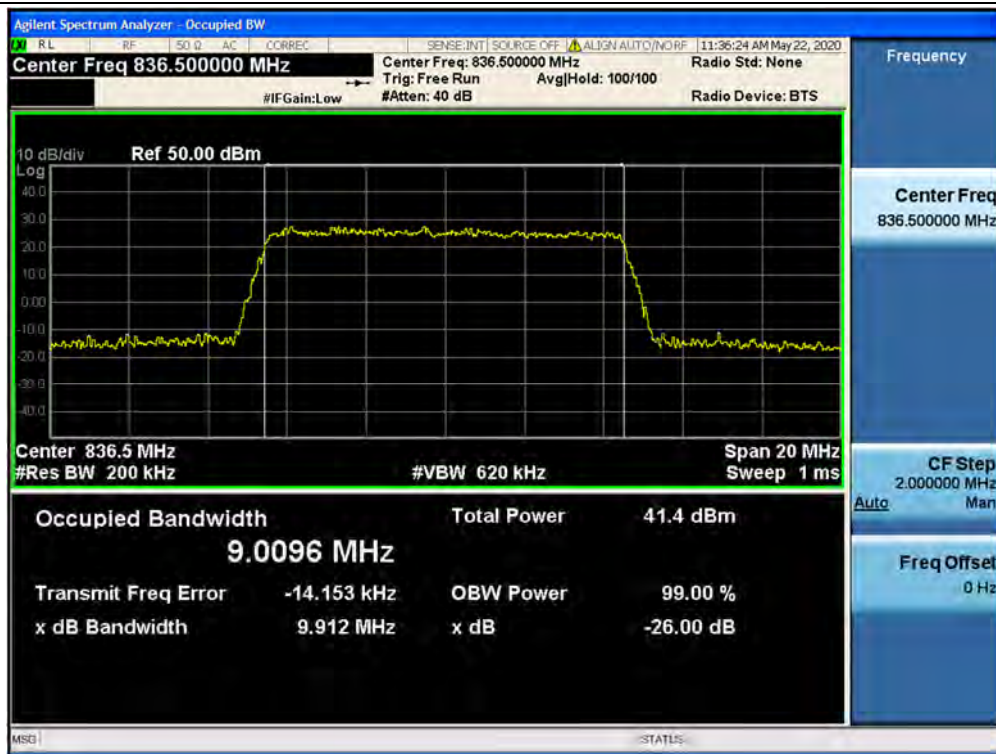 Agilent Spectrum Analyzer - Occupied BW
RL RF 50 Ω AC CORREC SENSE:INT SOURCE OFF ALIGN AUTO/NO RF 11:36:24 AM May 22, 2020
Center Freq 836.500000 MHz
Center Freq: 836.500000 MHz
Radio Std: None
Trig: Free Run Avg|Hold: 100/100
#IFGain:Low
#Atten: 40 dB
Radio Device: BTS
10 dB/div Ref 50.00 dBm
Log
40.0
30.0
20.0
10.0
0.00
-10.0
-20.0
-30.0
-40.0
Center 836.5 MHz
Span 20 MHz
#Res BW 200 kHz
#VBW 620 kHz
Sweep 1 ms
Occupied Bandwidth
9.0096 MHz
Total Power 41.4 dBm
Transmit Freq Error -14.153 kHz
OBW Power 99.00 %
x dB Bandwidth 9.912 MHz
x dB -26.00 dB
MSG
STATUS
Frequency
Center Freq
836.500000 MHz
CF Step
2.000000 MHz
Auto Man
Freq Offset
0 Hz